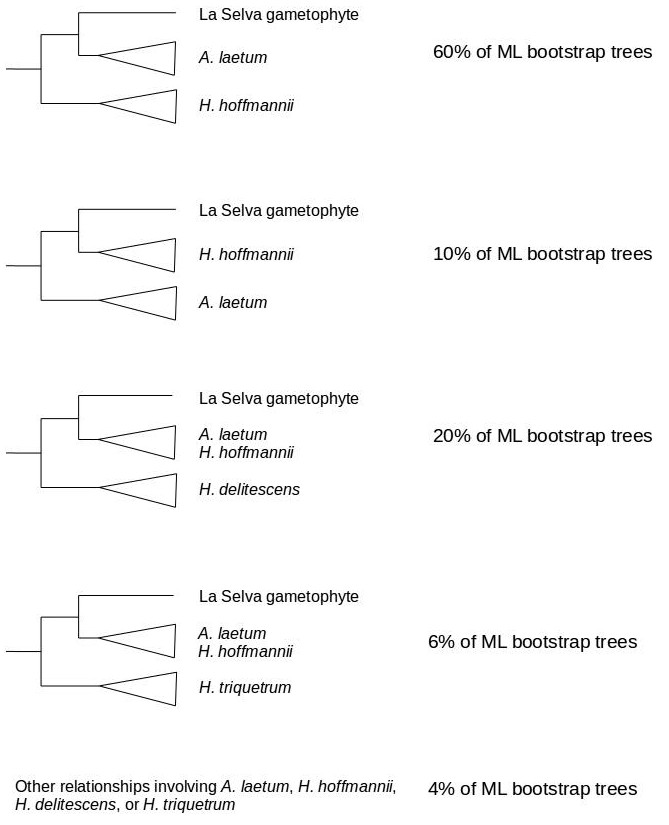 La Selva gametophyte
A. laetum
60% of ML bootstrap trees
H. hoffmannii
La Selva gametophyte
H. hoffmannii
10% of ML bootstrap trees
A. laetum
La Selva gametophyte
A. laetum
H. hoffmannii
20% of ML bootstrap trees
H. delitescens
La Selva gametophyte
A. laetum
H. hoffmannii
6% of ML bootstrap trees
H. triquetrum
Other relationships involving A. laetum, H. hoffmannii,
H. delitescens, or H. triquetrum
4% of ML bootstrap trees